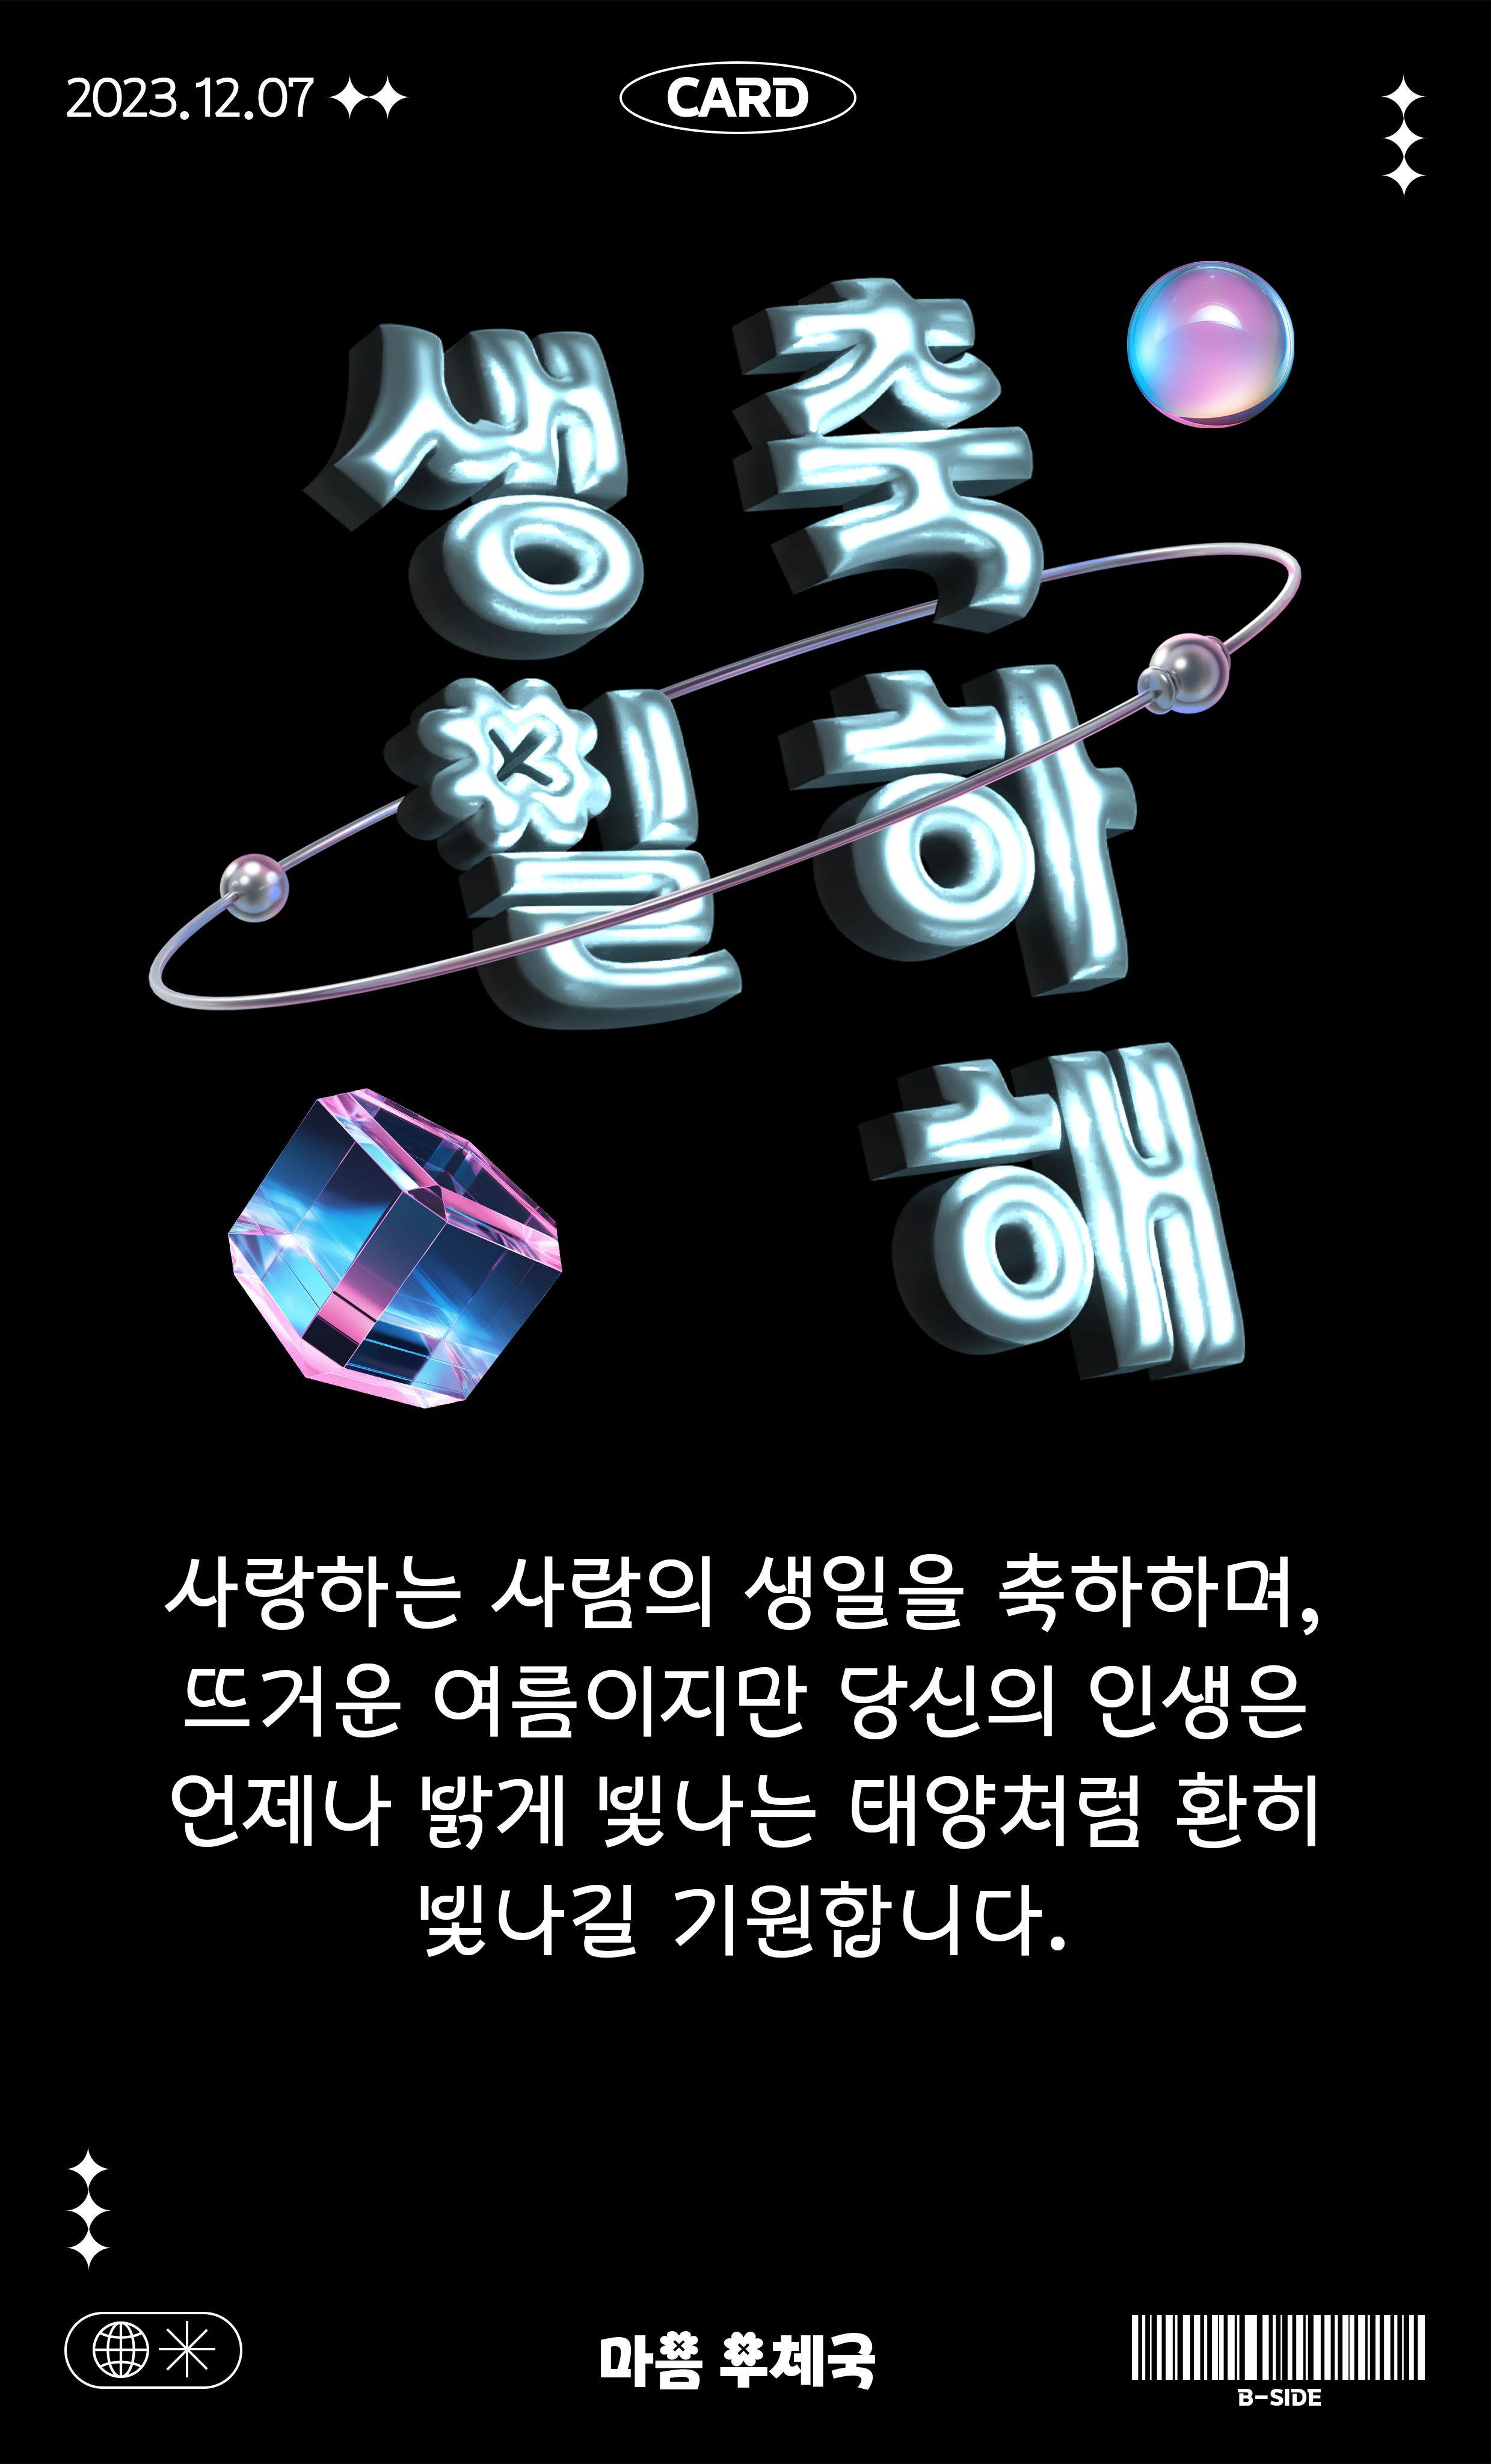 2023.12.07
CARD
생일
축하해
사랑하는 사람의 생일을 축하하며,
뜨거운 여름이지만 당신의 인생은
언제나 밝게 빛나는 태양처럼 환히
빛나길 기원합니다.
마음 우체국
B-SIDE